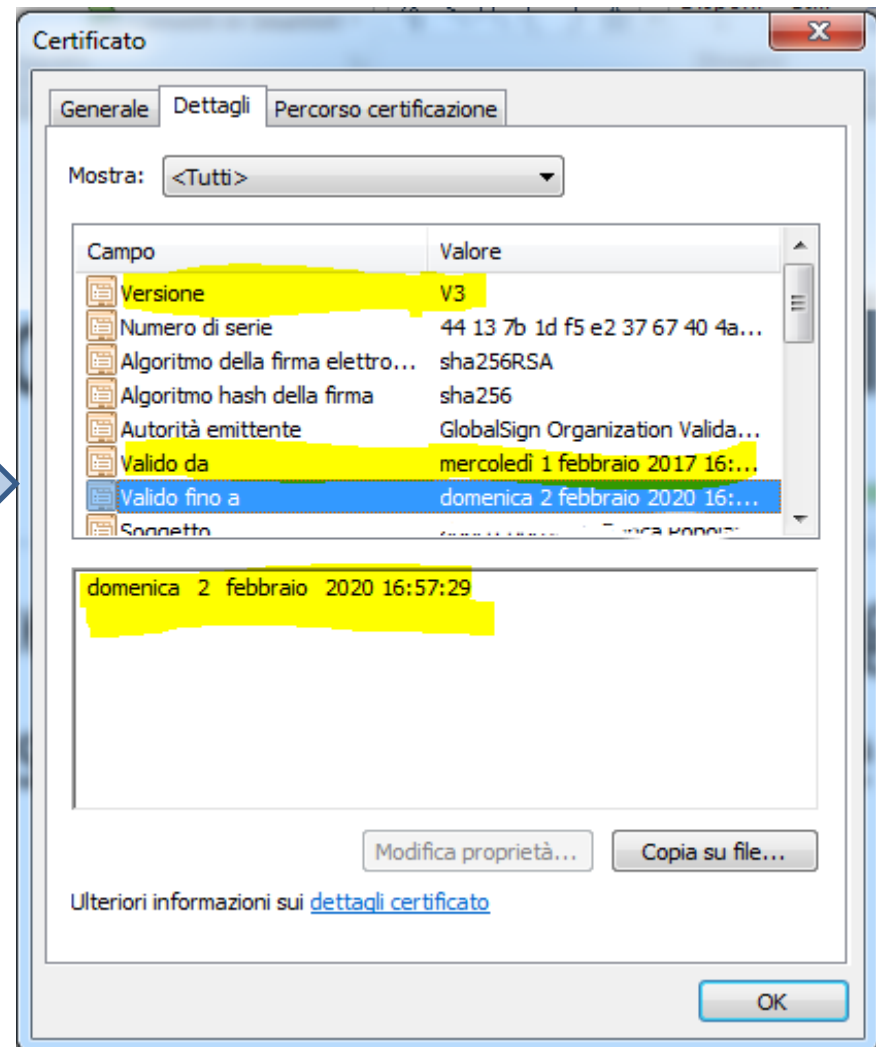 Certificato
Generale Dettagli Percorso certificazione
Mostra: <Tutti>
Campo Valore
Versione V3
Numero di serie 44 13 7b 1d f5 e2 37 67 40 4a...
Algoritmo della firma elettro... sha256RSA
Algoritmo hash della firma sha256
Autorità emittente GlobalSign Organization Valida...
Valido da mercoledì 1 febbraio 2017 16:...
Valido fino a domenica 2 febbraio 2020 16:...
Soggetto
domenica 2 febbraio 2020 16:57:29
Modifica proprietà... Copia su file...
Ulteriori informazioni sui dettagli certificato
OK